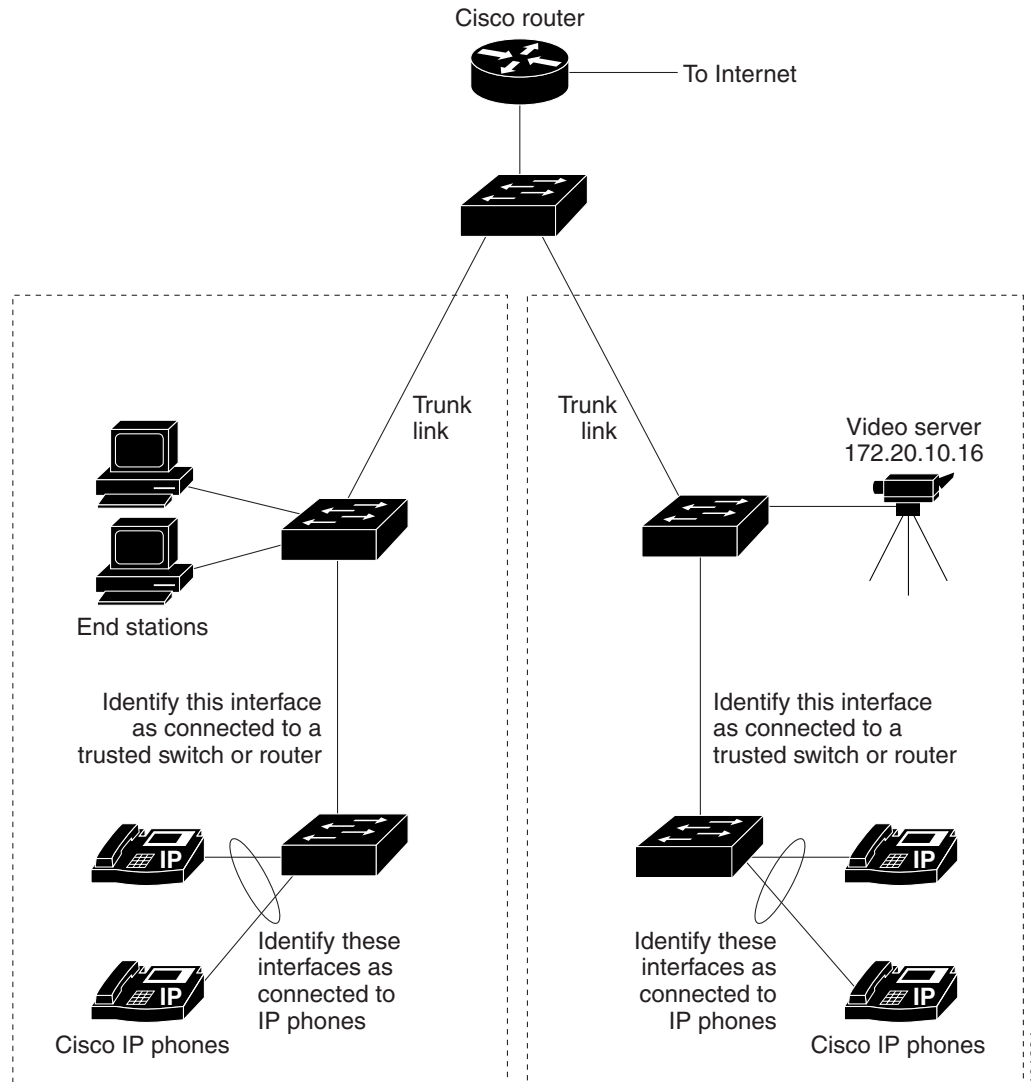 Cisco router
To Internet
Trunk
link
Trunk
link
Video server
172.20.10.16
End stations
Identify this interface
as connected to a
trusted switch or router
Identify this interface
as connected to a
trusted switch or router
IP
IP
Identify these
interfaces as
connected to
IP phones
Identify these
interfaces as
connected to
IP phones
IP
IP
Cisco IP phones
Cisco IP phones